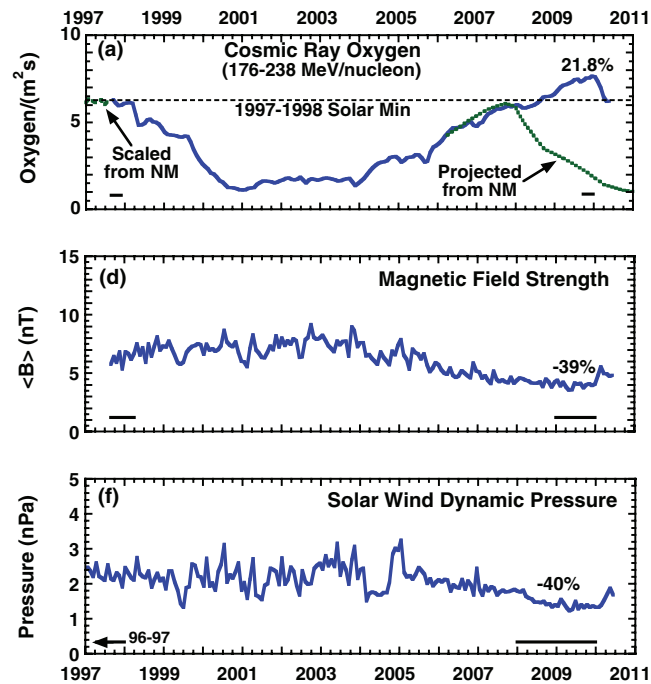 1997 1999 2001 2003 2005 2007 2009 2011
10
(a)
Cosmic Ray Oxygen
(176-238 MeV/nucleon)
21.8%
1997-1998 Solar Min
5
Scaled
from NM
Projected
from NM
0
Oxygen/(m²s)
15
(d)
Magnetic Field Strength
10
-39%
5
0
<B> (nT)
5
(f)
Solar Wind Dynamic Pressure
4
3
2
-40%
1
96-97
0
Pressure (nPa)
1997 1999 2001 2003 2005 2007 2009 2011